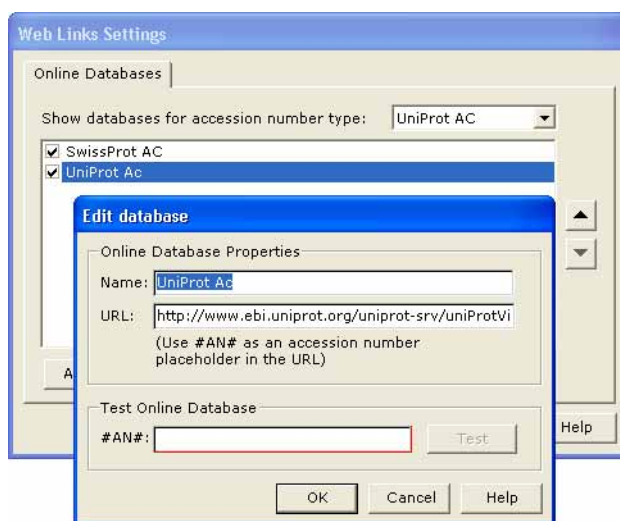 Web Links Settings
Online Databases
Show databases for accession number type: UniProt AC
SwissProt AC
UniProt Ac
Edit database
Online Database Properties
Name: UniProt Ac
URL: http://www.ebi.uniprot.org/uniprot-srv/uniProtVi
(Use #AN# as an accession number
placeholder in the URL)
A
Test Online Database
#AN#: Test
Help
OK Cancel Help